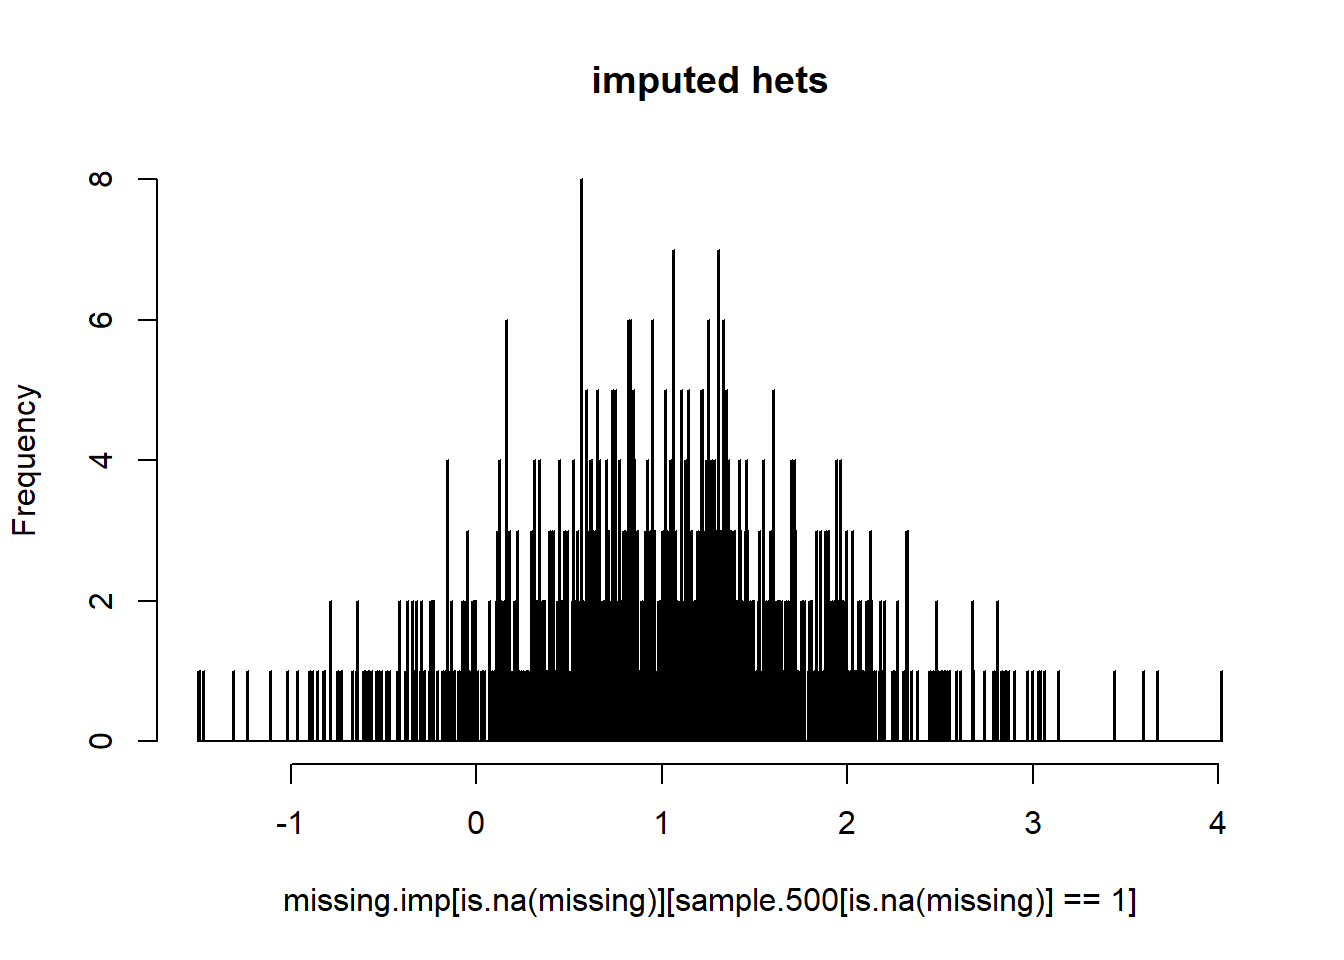 imputed hets
Frequency
8
6
4
2
0
-1 0 1 2 3 4
missing.imp[is.na(missing)][sample.500[is.na(missing)] == 1]